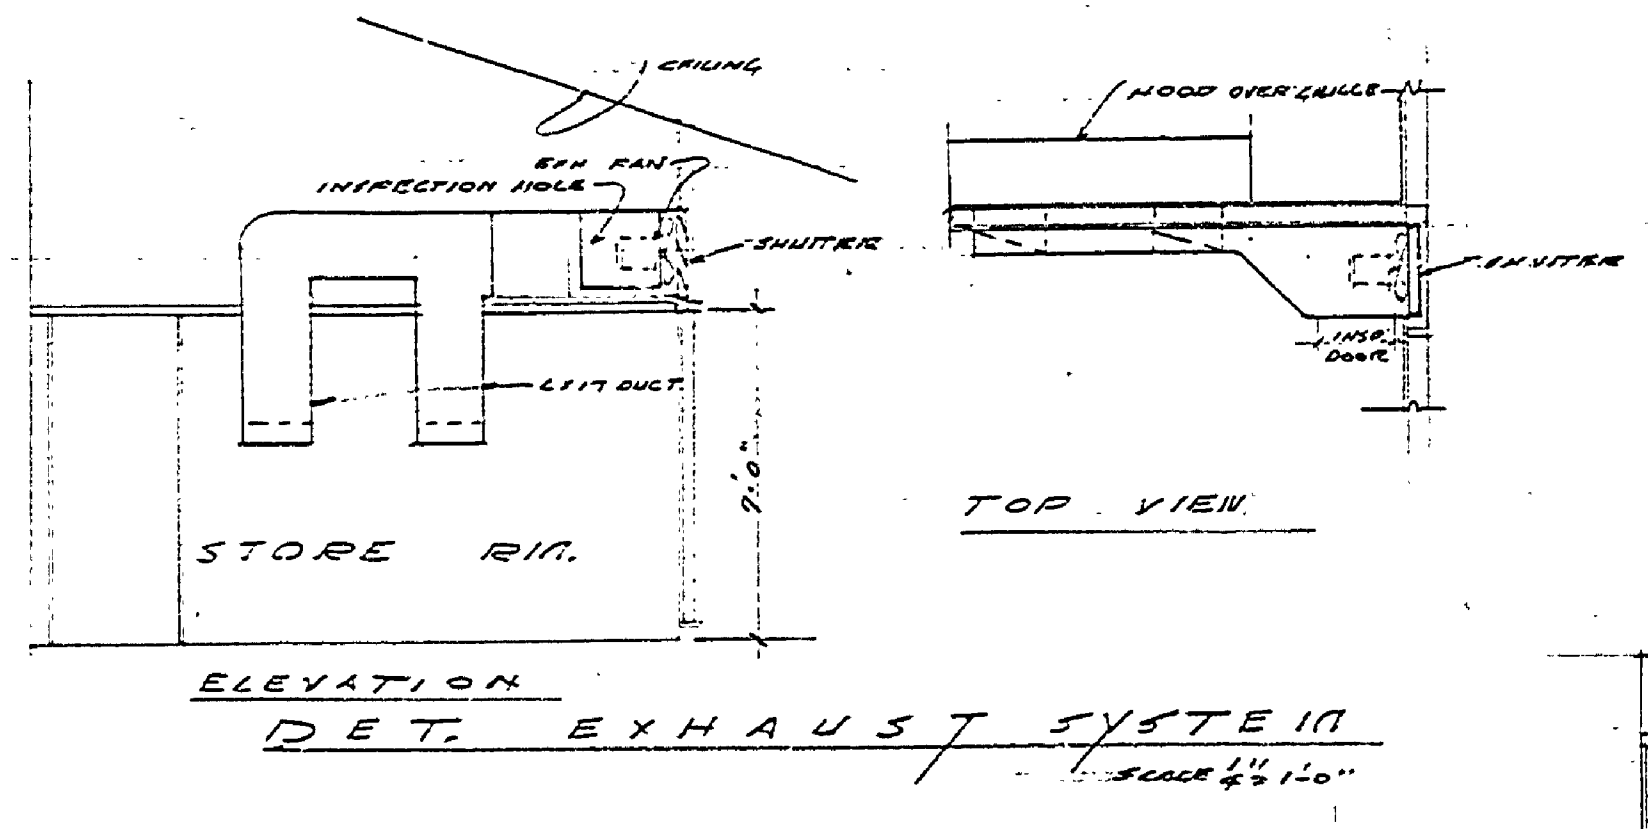 CEILING
EXH FAN
INSPECTION HOLE
SHUTTER
EXIT DUCT.
7'-0"
STORE RM.
ELEVATION
HOOD OVER GRILLE
SHUTTER
INSP.
DOOR
TOP VIEW
DET. EXHAUST SYSTEM
SCALE 1/4" = 1'-0"